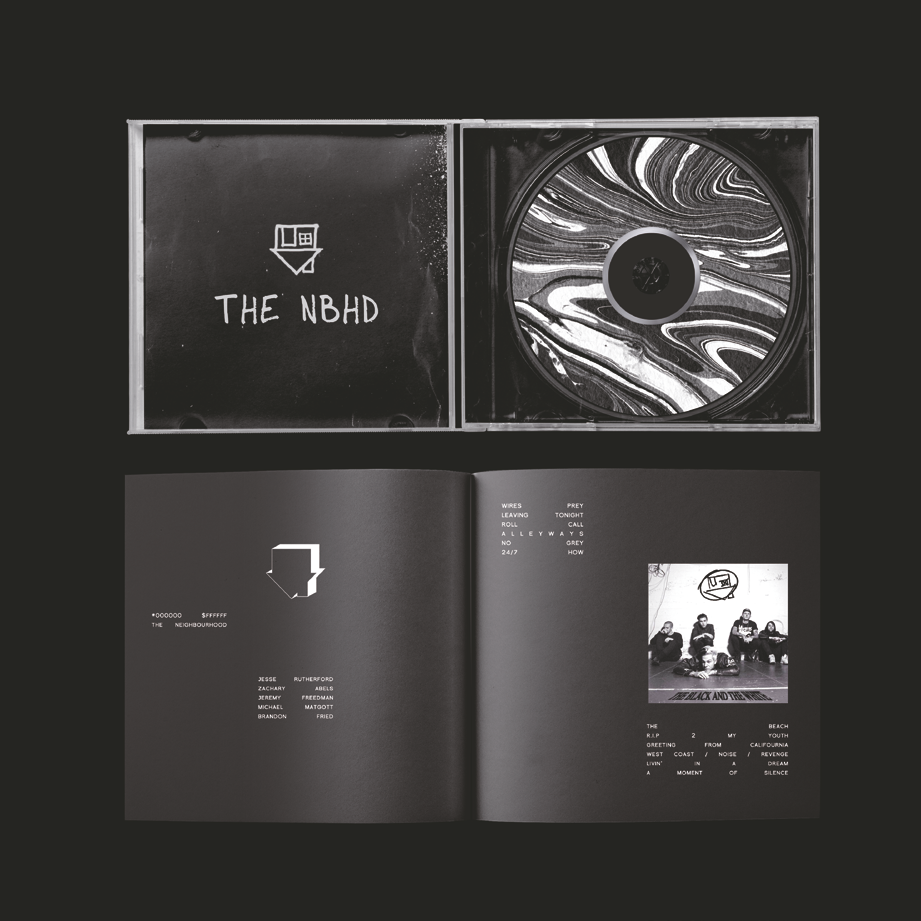 THE NBHD
*000000 $FFFFFF
THE NEIGHBOURHOOD
JESSE RUTHERFORD
ZACHARY ABELS
JEREMY FREEDMAN
MICHAEL MATGOTT
BRANDON FRIED
WIRES PREY
LEAVING TONIGHT
ROLL CALL
ALLEYWAYS
NO GREY
24/7 HOW
THE BLACK AND THE WHITE
THE BEACH
R.I.P 2 MY YOUTH
GREETING FROM CALIFOURNIA
WEST COAST / NOISE / REVENGE
LIVIN' IN A DREAM
A MOMENT OF SILENCE